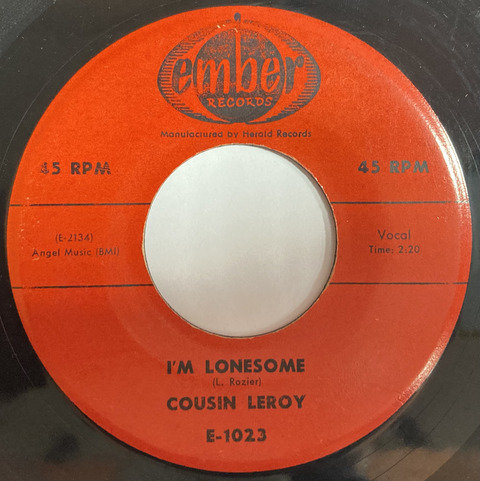 ember
RECORDS
Manufactured by Herald Records
45 RPM
45 RPM
(E-2134)
Angel Music (BMI)
Vocal
Time: 2:20
I'M LONESOME
(L. Rozier)
COUSIN LEROY
E-1023